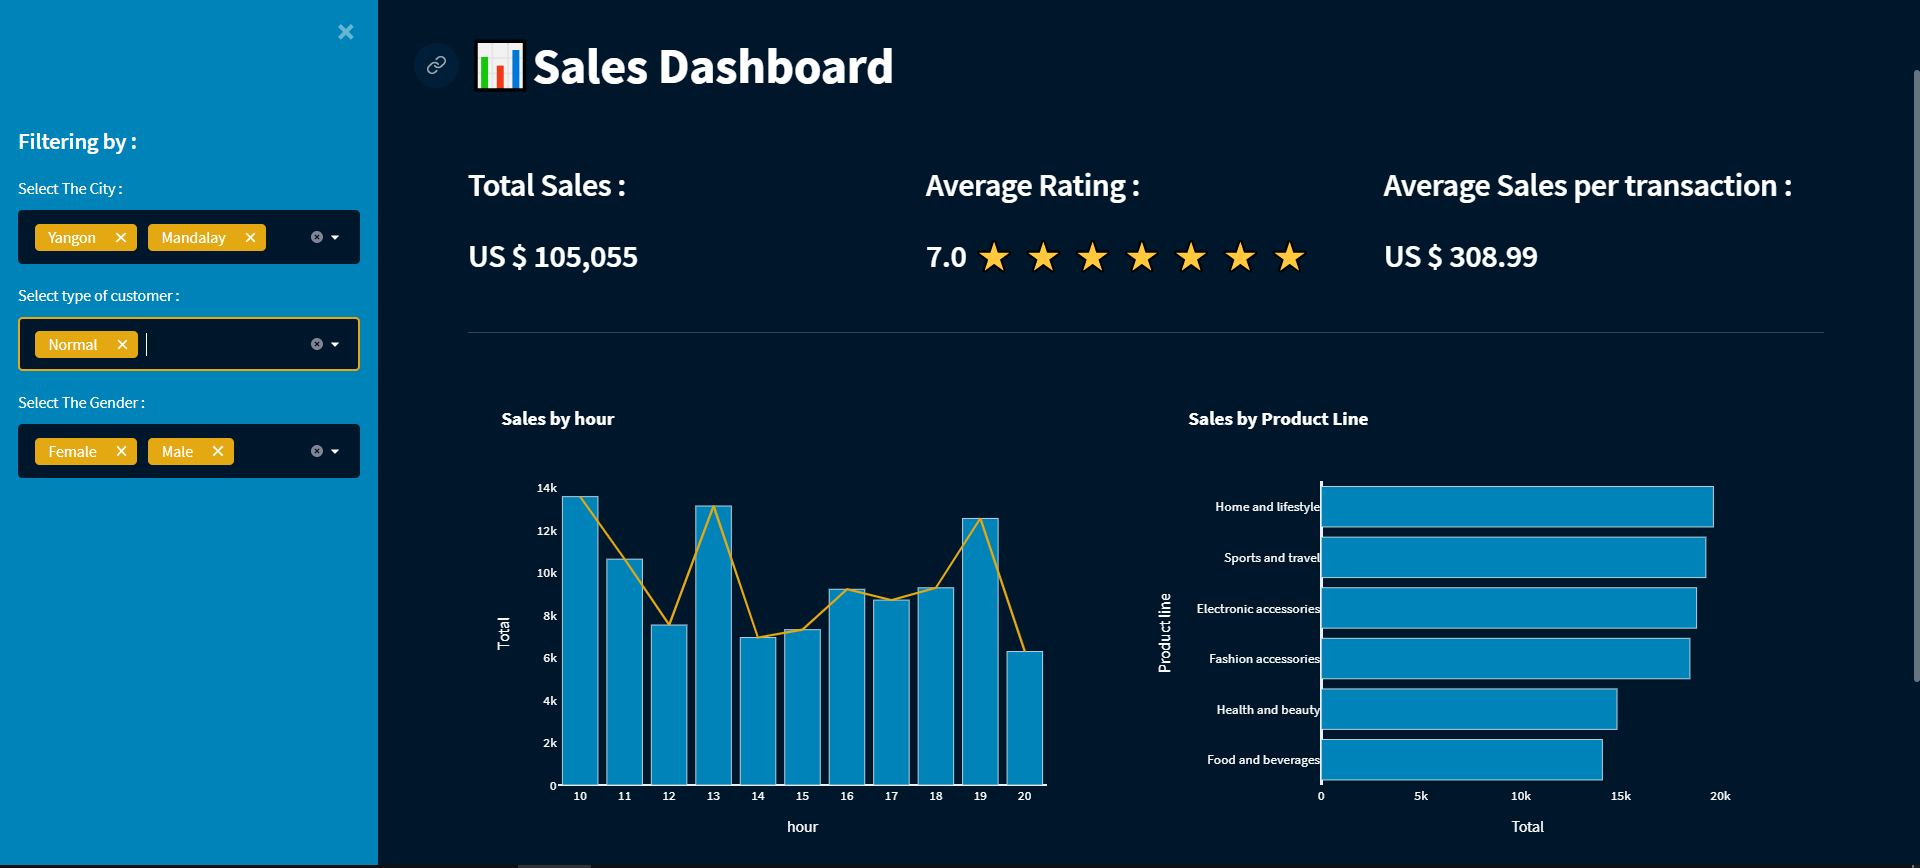 Sales Dashboard
Filtering by :
Select The City :
Yangon Mandalay
Select type of customer :
Normal
Select The Gender :
Female Male
Total Sales :
US $ 105,055
Average Rating :
7.0
Average Sales per transaction :
US $ 308.99
Sales by hour
14k
12k
10k
8k
6k
4k
2k
0
Total
10 11 12 13 14 15 16 17 18 19 20
hour
Sales by Product Line
Product line
Home and lifestyle
Sports and travel
Electronic accessories
Fashion accessories
Health and beauty
Food and beverages
0 5k 10k 15k 20k
Total